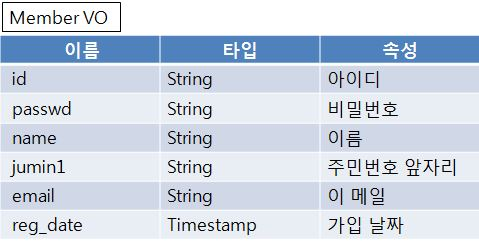 Member VO
이름 타입 속성
id String 아이디
passwd String 비밀번호
name String 이름
jumin1 String 주민번호 앞자리
email String 이 메일
reg_date Timestamp 가입 날짜